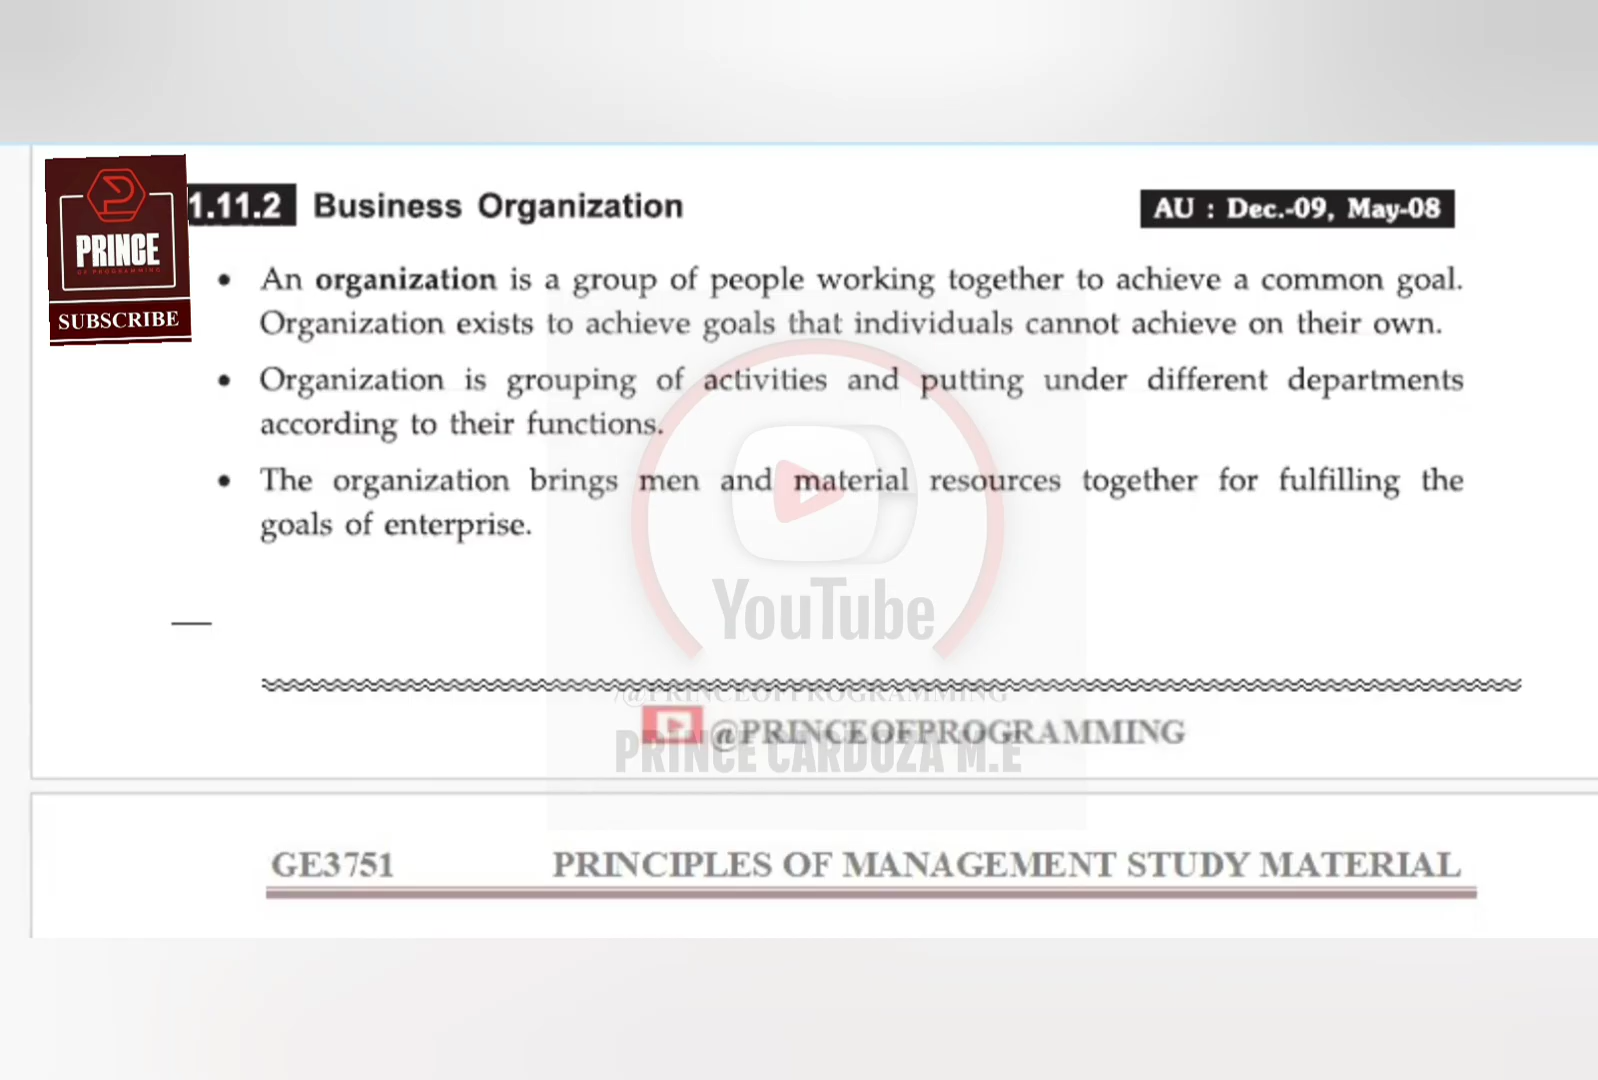 1.11.2 Business Organization
AU : Dec.-09, May-08
PRINCE
OF PROGRAMMING
SUBSCRIBE
• An organization is a group of people working together to achieve a common goal.
Organization exists to achieve goals that individuals cannot achieve on their own.
• Organization is grouping of activities and putting under different departments
according to their functions.
• The organization brings men and material resources together for fulfilling the
goals of enterprise.
YouTube
/@PRINCEOFPROGRAMMING
@PRINCEOFPROGRAMMING
PRINCE CARDOZA M.E
GE3751 PRINCIPLES OF MANAGEMENT STUDY MATERIAL